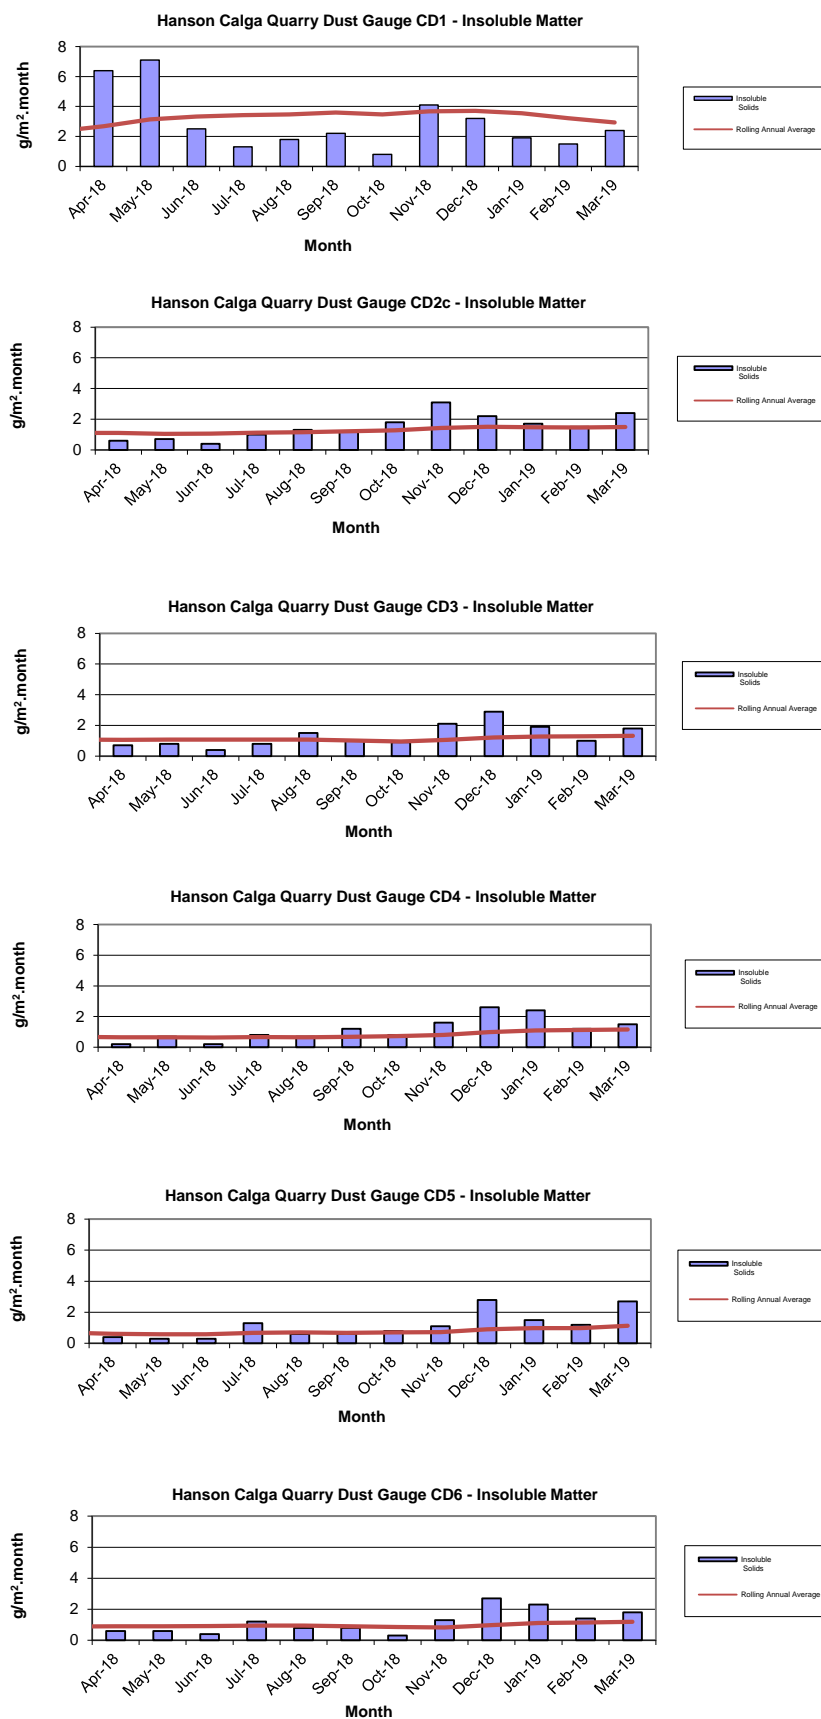 Hanson Calga Quarry Dust Gauge CD1 - Insoluble Matter
g/m².month
8
6
4
2
0
Apr-18 May-18 Jun-18 Jul-18 Aug-18 Sep-18 Oct-18 Nov-18 Dec-18 Jan-19 Feb-19 Mar-19
Month
Insoluble
Solids
Rolling Annual Average
Hanson Calga Quarry Dust Gauge CD2c - Insoluble Matter
g/m².month
8
6
4
2
0
Apr-18 May-18 Jun-18 Jul-18 Aug-18 Sep-18 Oct-18 Nov-18 Dec-18 Jan-19 Feb-19 Mar-19
Month
Insoluble
Solids
Rolling Annual Average
Hanson Calga Quarry Dust Gauge CD3 - Insoluble Matter
g/m².month
8
6
4
2
0
Apr-18 May-18 Jun-18 Jul-18 Aug-18 Sep-18 Oct-18 Nov-18 Dec-18 Jan-19 Feb-19 Mar-19
Month
Insoluble
Solids
Rolling Annual Average
Hanson Calga Quarry Dust Gauge CD4 - Insoluble Matter
g/m².month
8
6
4
2
0
Apr-18 May-18 Jun-18 Jul-18 Aug-18 Sep-18 Oct-18 Nov-18 Dec-18 Jan-19 Feb-19 Mar-19
Month
Insoluble
Solids
Rolling Annual Average
Hanson Calga Quarry Dust Gauge CD5 - Insoluble Matter
g/m².month
8
6
4
2
0
Apr-18 May-18 Jun-18 Jul-18 Aug-18 Sep-18 Oct-18 Nov-18 Dec-18 Jan-19 Feb-19 Mar-19
Month
Insoluble
Solids
Rolling Annual Average
Hanson Calga Quarry Dust Gauge CD6 - Insoluble Matter
g/m².month
8
6
4
2
0
Apr-18 May-18 Jun-18 Jul-18 Aug-18 Sep-18 Oct-18 Nov-18 Dec-18 Jan-19 Feb-19 Mar-19
Month
Insoluble
Solids
Rolling Annual Average